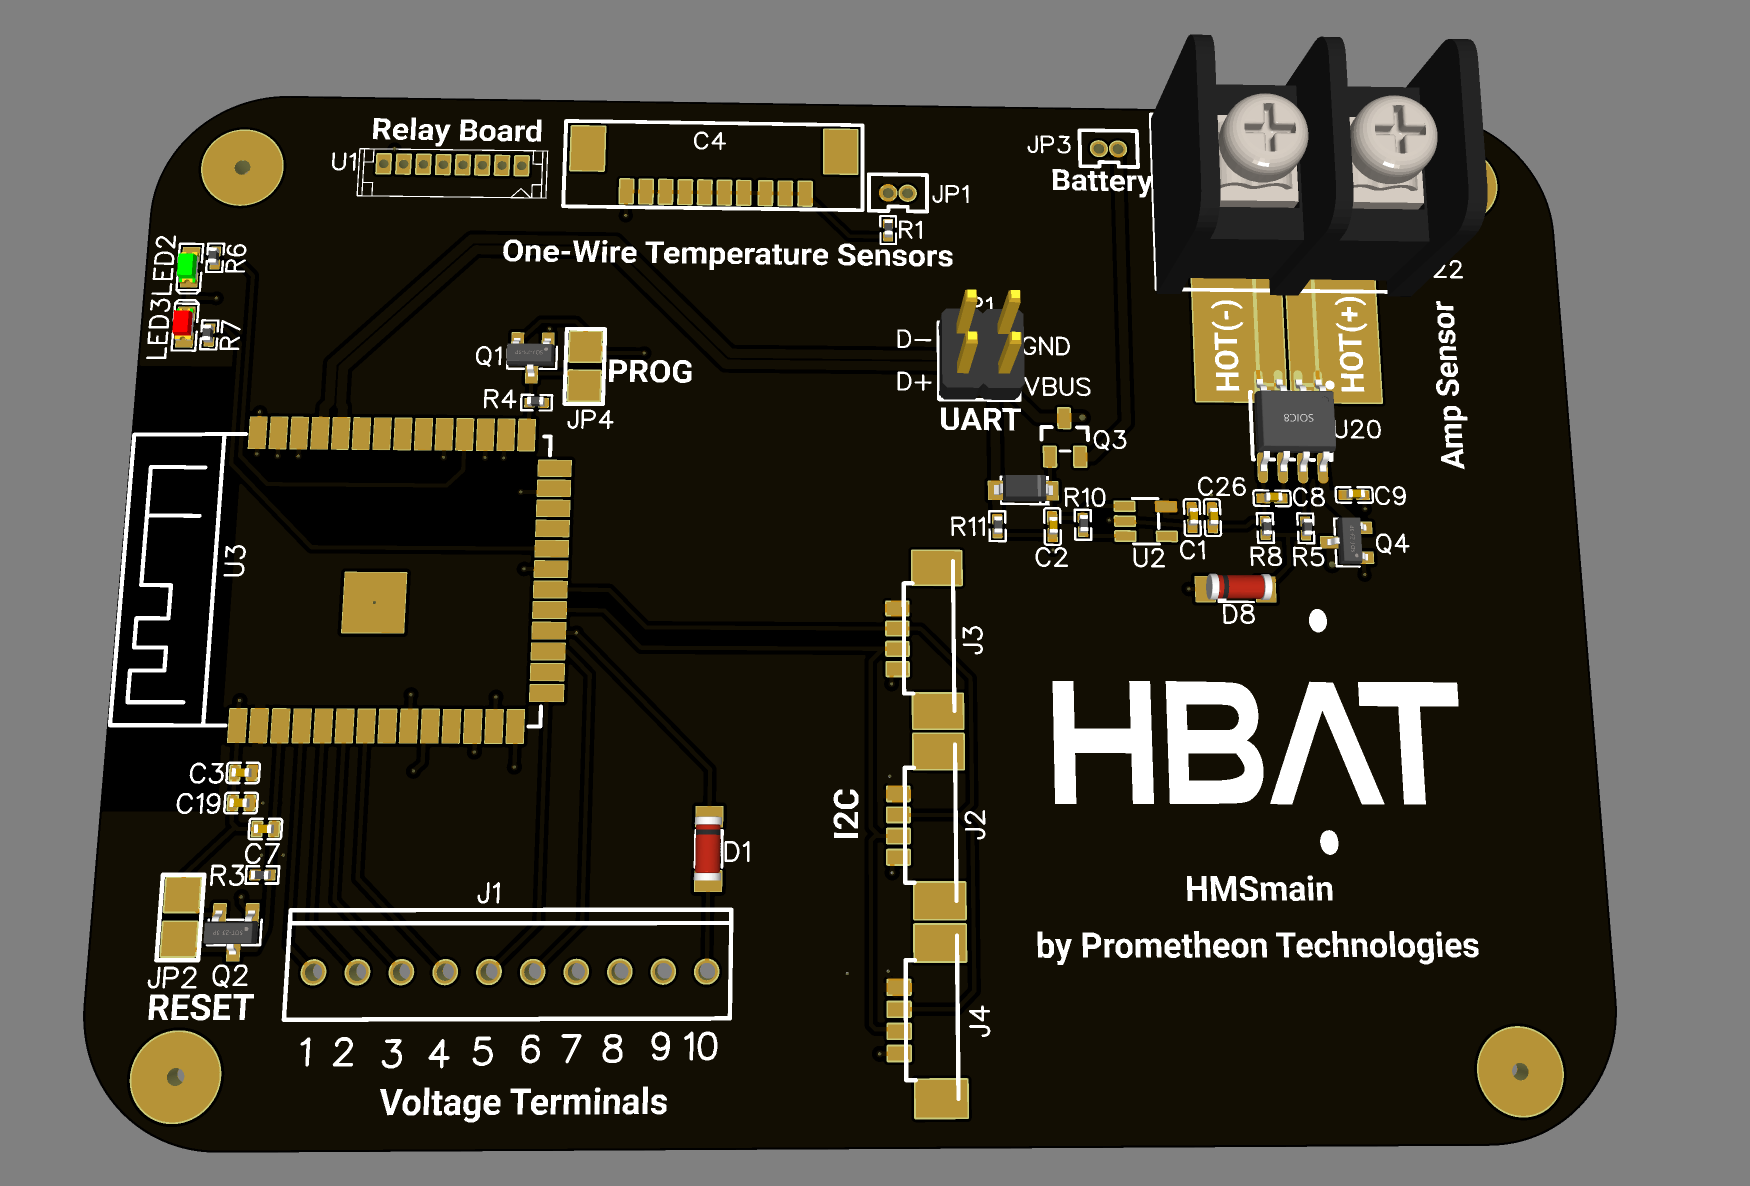 Relay Board
U1
C4
JP1
R1
One-Wire Temperature Sensors
JP3
Battery
LED2
R6
LED3
R7
Q1
PROG
R4
JP4
D-
GND
D+
VBUS
UART
HOT(-)
HOT(+)
Amp Sensor
SOIC8
U20
Q3
R10
R11
C2
U2
C26
C1
C8
C9
R8
R5
Q4
D8
U3
J3
I2C
J2
J4
C3
C19
C7
R3
JP2
Q2
RESET
D1
J1
1 2 3 4 5 6 7 8 9 10
Voltage Terminals
HBAT
HMSmain
by Prometheon Technologies